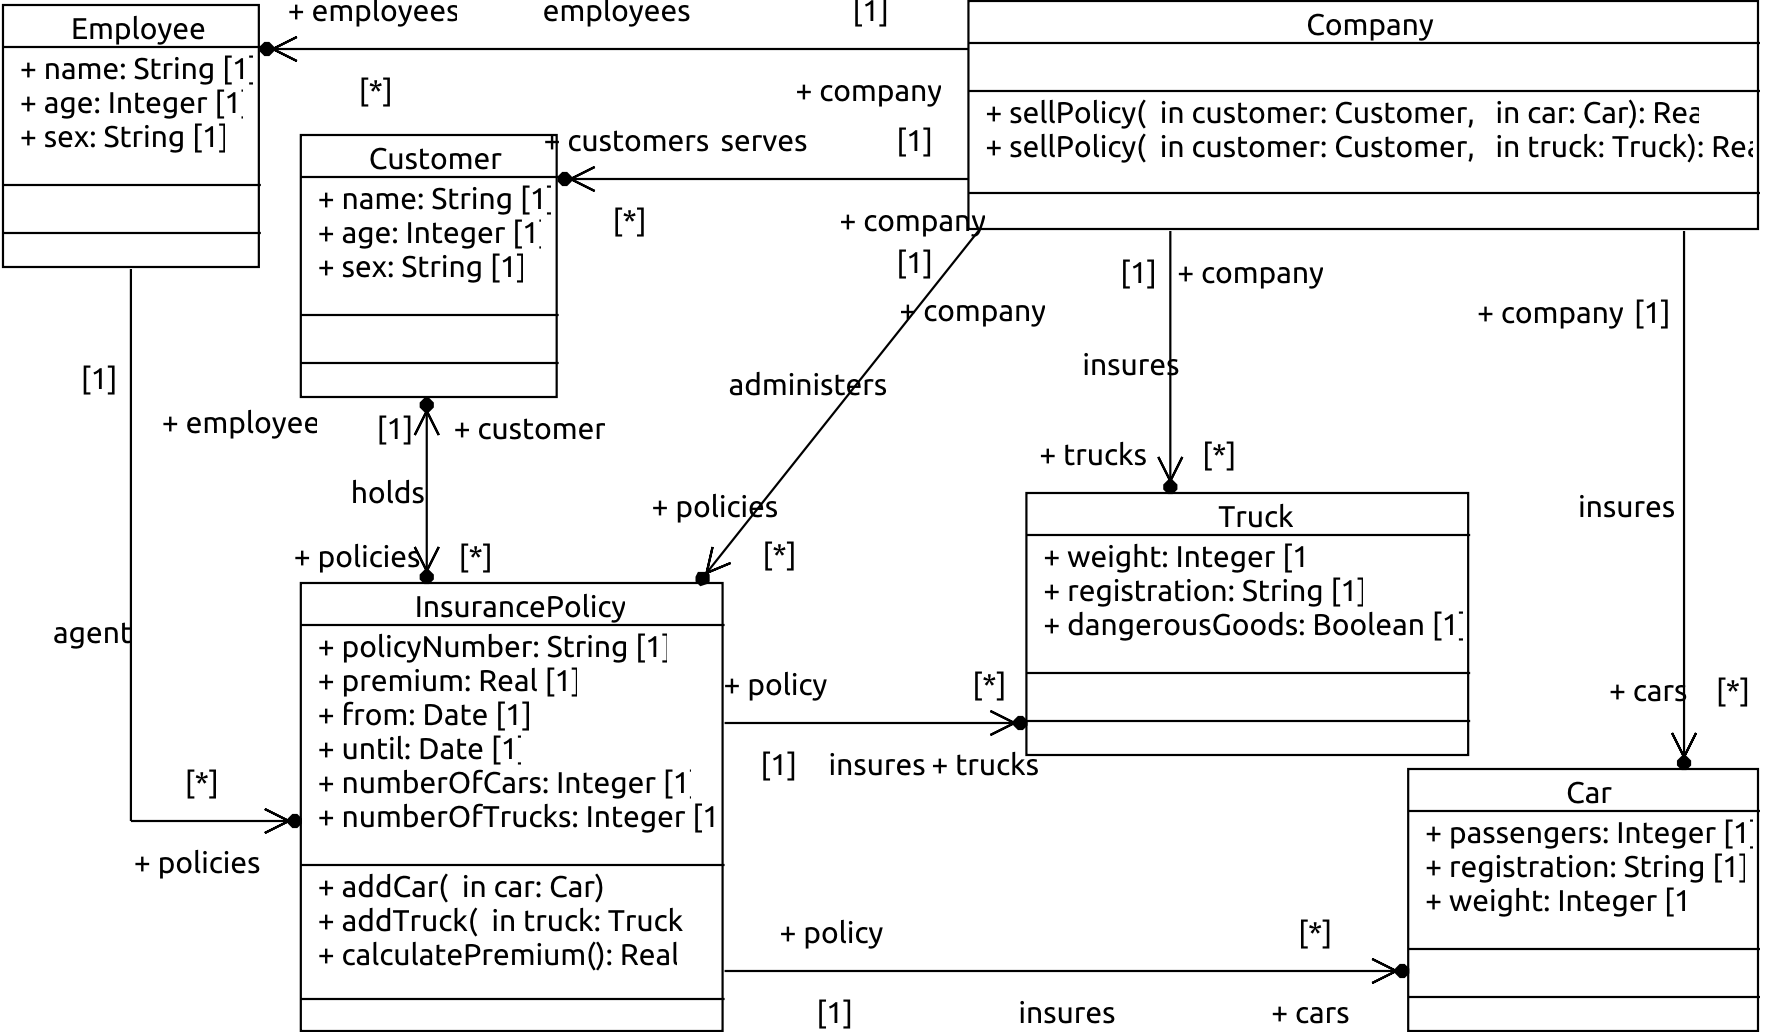 Employee
+ name: String [1]
+ age: Integer [1]
+ sex: String [1]
+ employees
employees
[1]
[*]
+ company
Company
+ sellPolicy( in customer: Customer, in car: Car): Rea
+ sellPolicy( in customer: Customer, in truck: Truck): Rea
Customer
+ name: String [1]
+ age: Integer [1]
+ sex: String [1]
+ customers
serves
[1]
[*]
+ company
[1]
+ company
administers
+ policies
[*]
[1]
+ company
insures
+ trucks
[*]
+ company
[1]
insures
+ cars
[*]
[1]
+ employee
agent
[*]
+ policies
[1]
+ customer
holds
+ policies
[*]
InsurancePolicy
+ policyNumber: String [1]
+ premium: Real [1]
+ from: Date [1]
+ until: Date [1]
+ numberOfCars: Integer [1]
+ numberOfTrucks: Integer [1
+ addCar( in car: Car)
+ addTruck( in truck: Truck
+ calculatePremium(): Real
Truck
+ weight: Integer [1
+ registration: String [1]
+ dangerousGoods: Boolean [1]
+ policy
[*]
[1]
insures
+ trucks
Car
+ passengers: Integer [1]
+ registration: String [1]
+ weight: Integer [1
+ policy
[*]
[1]
insures
+ cars